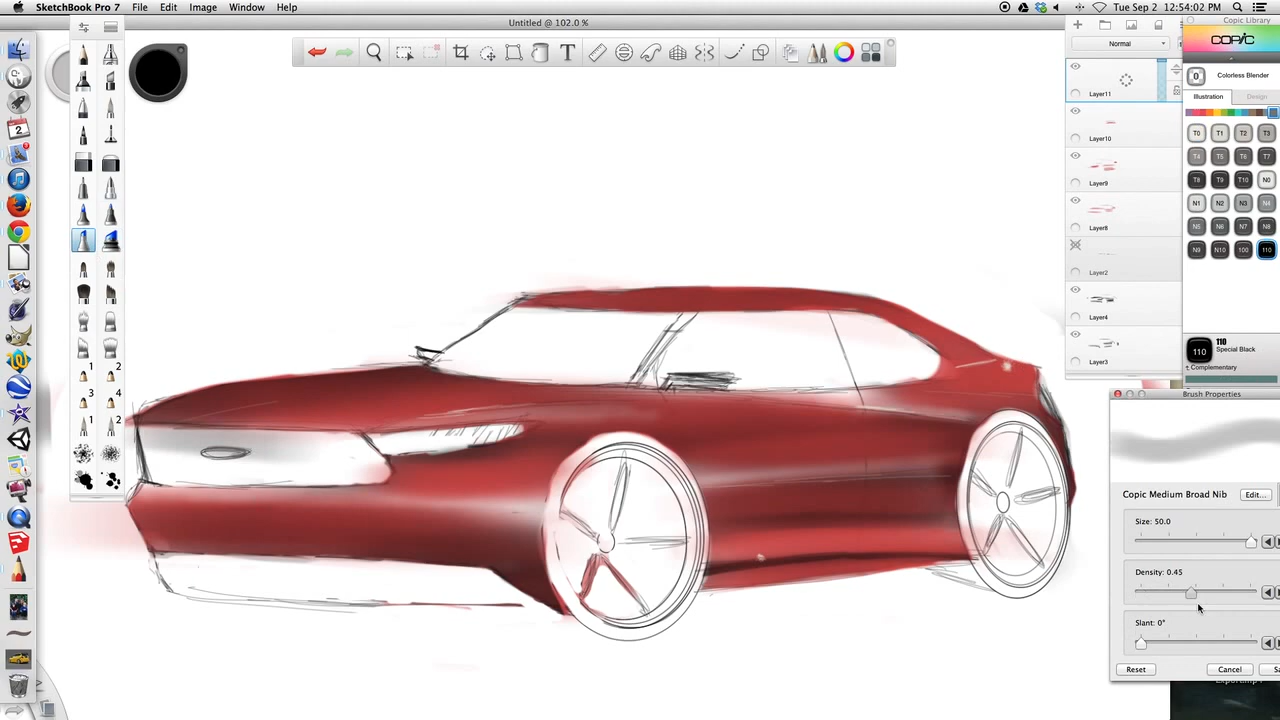 SketchBook Pro 7 File Edit Image Window Help
Tue Sep 2 12:54:02 PM
Untitled @ 102.0 %
Copic Library
Normal
COPIC
0 Colorless Blender
Layer11
Illustration Design
Layer10
T0 T1 T2 T3
T4 T5 T6 T7
Layer9
T8 T9 T10 N0
N1 N2 N3 N4
Layer8
N5 N6 N7 N8
N9 N10 100 110
Layer2
Layer4
110 110
Special Black
Layer3
Complementary
1 2
3 4
1 2
Brush Properties
Copic Medium Broad Nib Edit...
Size: 50.0
Density: 0.45
Slant: 0°
Reset Cancel